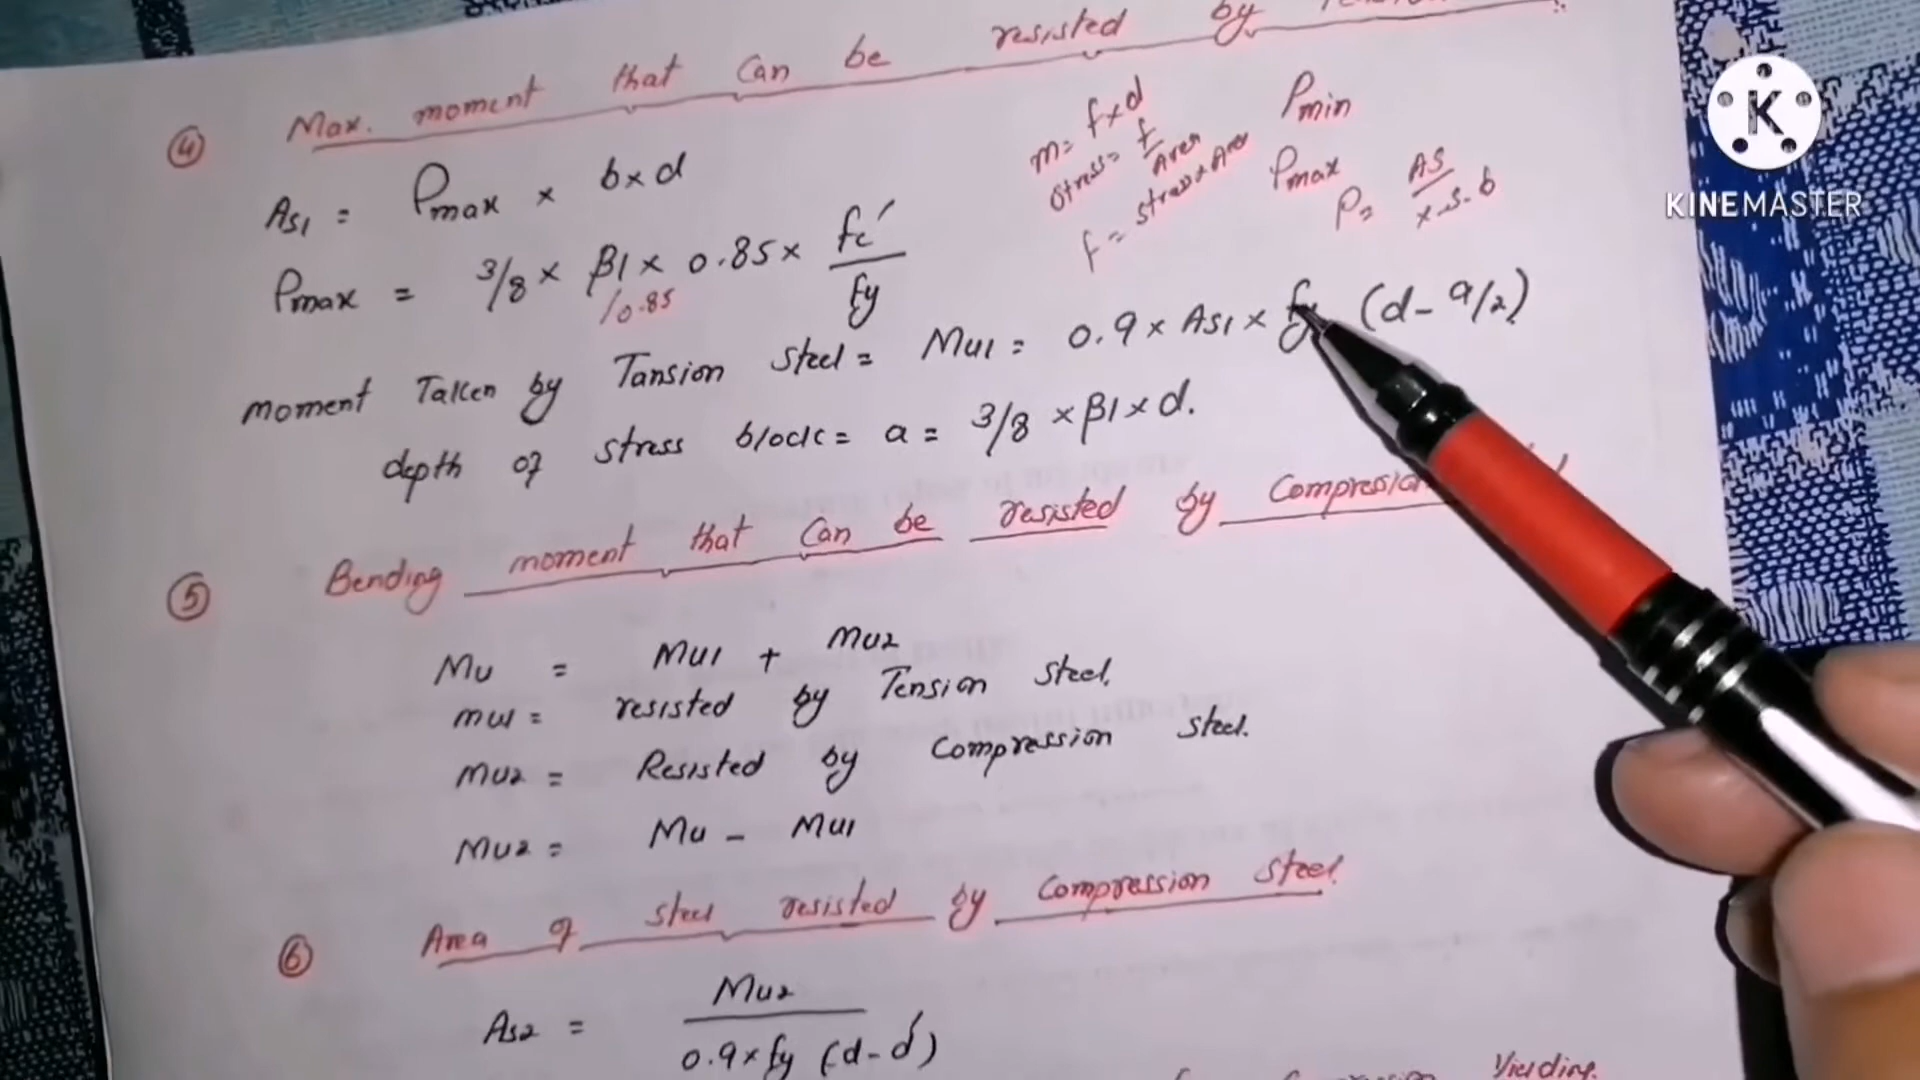 ④ Max. moment that Can be resisted by
As1 = ρmax × b×d
ρmax = 3/8 × β1 × 0.85 × fc′/fy
/0.85
m= f×d
Stress= f/Area
f = stress×Area
ρmin
ρmax
ρ= AS/x-s.b
moment Taken by Tansion Steel = Mu1 = 0.9 × As1 × fy (d- a/2)
depth of stress block= a = 3/8 × β1 × d.
⑤ Bending moment that Can be resisted by Compression
Mu = Mu1 + Mu2
mu1 = resisted by Tension Steel.
Mu2 = Resisted by Compression Steel.
Mu2 = Mu - Mu1
⑥ Area of steel resisted by Compression Steel.
As2 = Mu2/0.9×fy (d-d′)
Yielding.
K
KINEMASTER